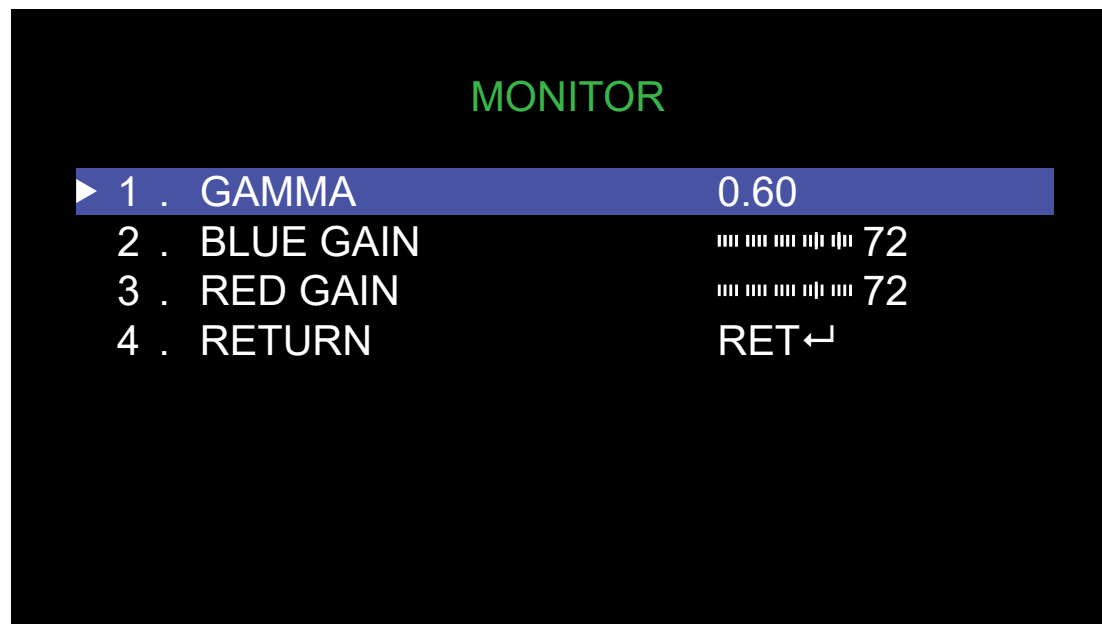 MONITOR
1 . GAMMA 0.60
2 . BLUE GAIN 72
3 . RED GAIN 72
4 . RETURN RET↵